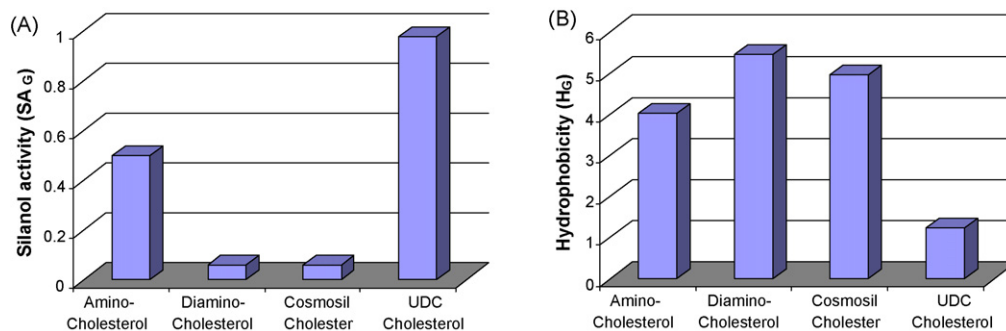 (A)
Silanol activity (SA G)
1
0.8
0.6
0.4
0.2
0
Amino-
Cholesterol
Diamino-
Cholesterol
Cosmosil
Cholester
UDC
Cholesterol
(B)
Hydrophobicity (HG)
6
5
4
3
2
1
0
Amino-
Cholesterol
Diamino-
Cholesterol
Cosmosil
Cholester
UDC
Cholesterol